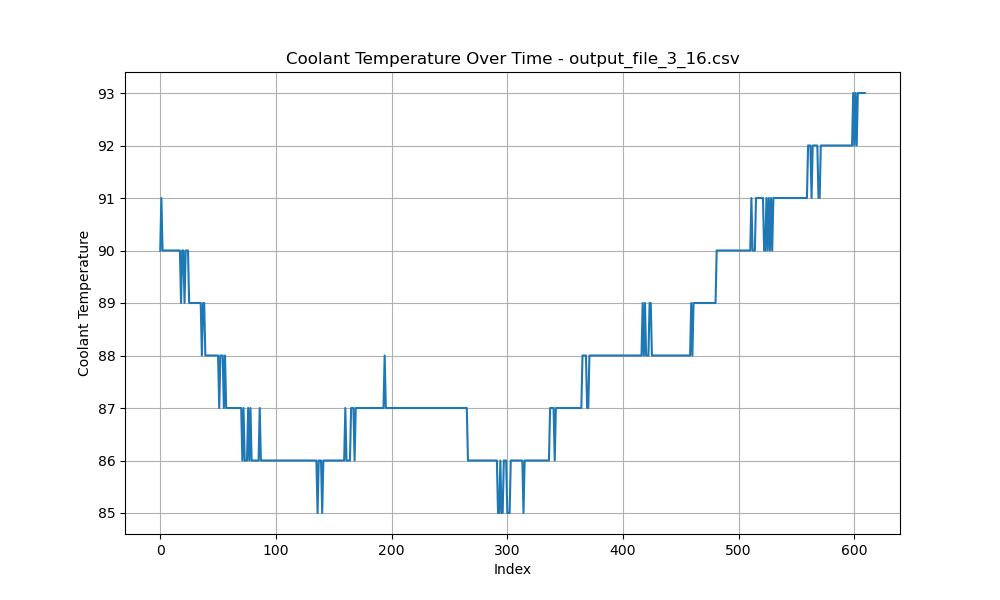 Coolant Temperature Over Time - output_file_3_16.csv
93
92
91
90
89
88
87
86
85
Coolant Temperature
0 100 200 300 400 500 600
Index